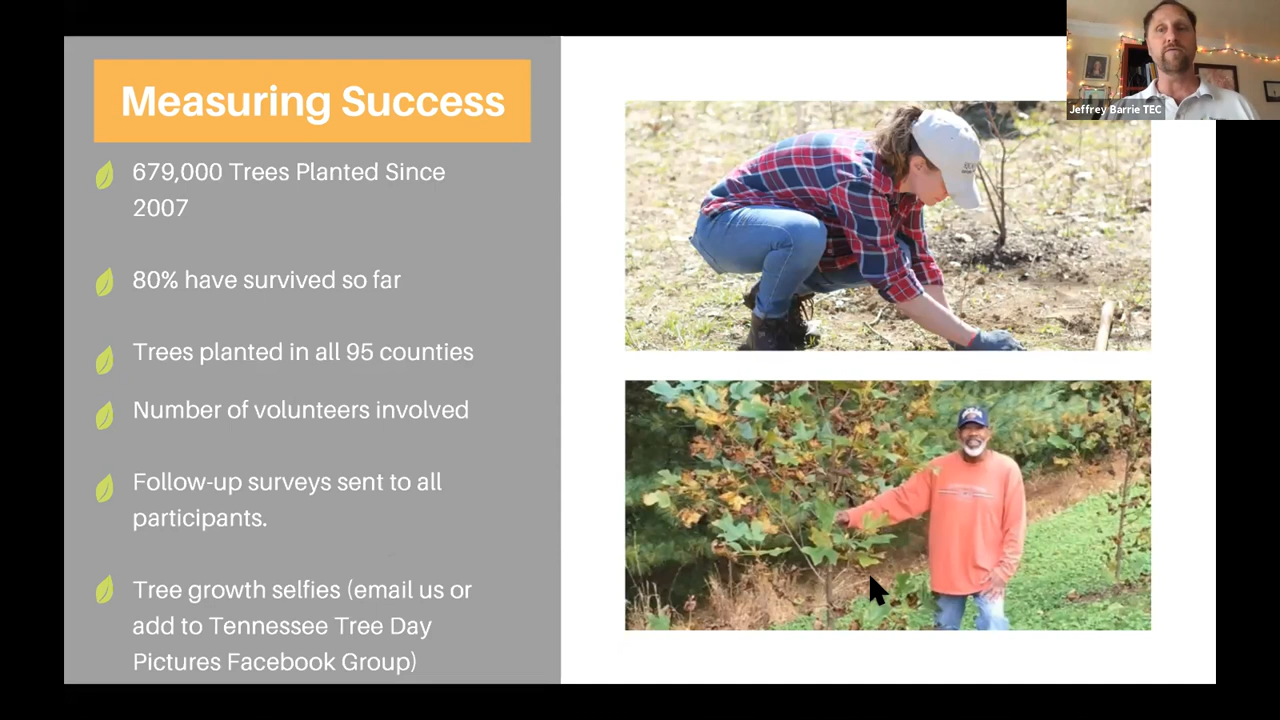 Measuring Success
679,000 Trees Planted Since
2007
80% have survived so far
Trees planted in all 95 counties
Number of volunteers involved
Follow-up surveys sent to all
participants.
Tree growth selfies (email us or
add to Tennessee Tree Day
Pictures Facebook Group)
Jeffrey Barrie TEC